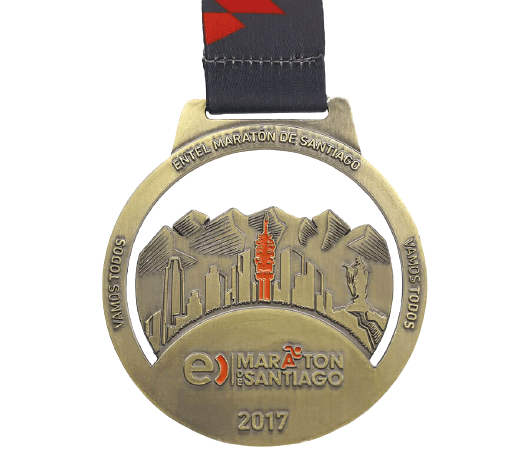 ENTEL MARATÓN DE SANTIAGO
VAMOS TODOS
VAMOS TODOS
e) MARATON
DE SANTIAGO
2017